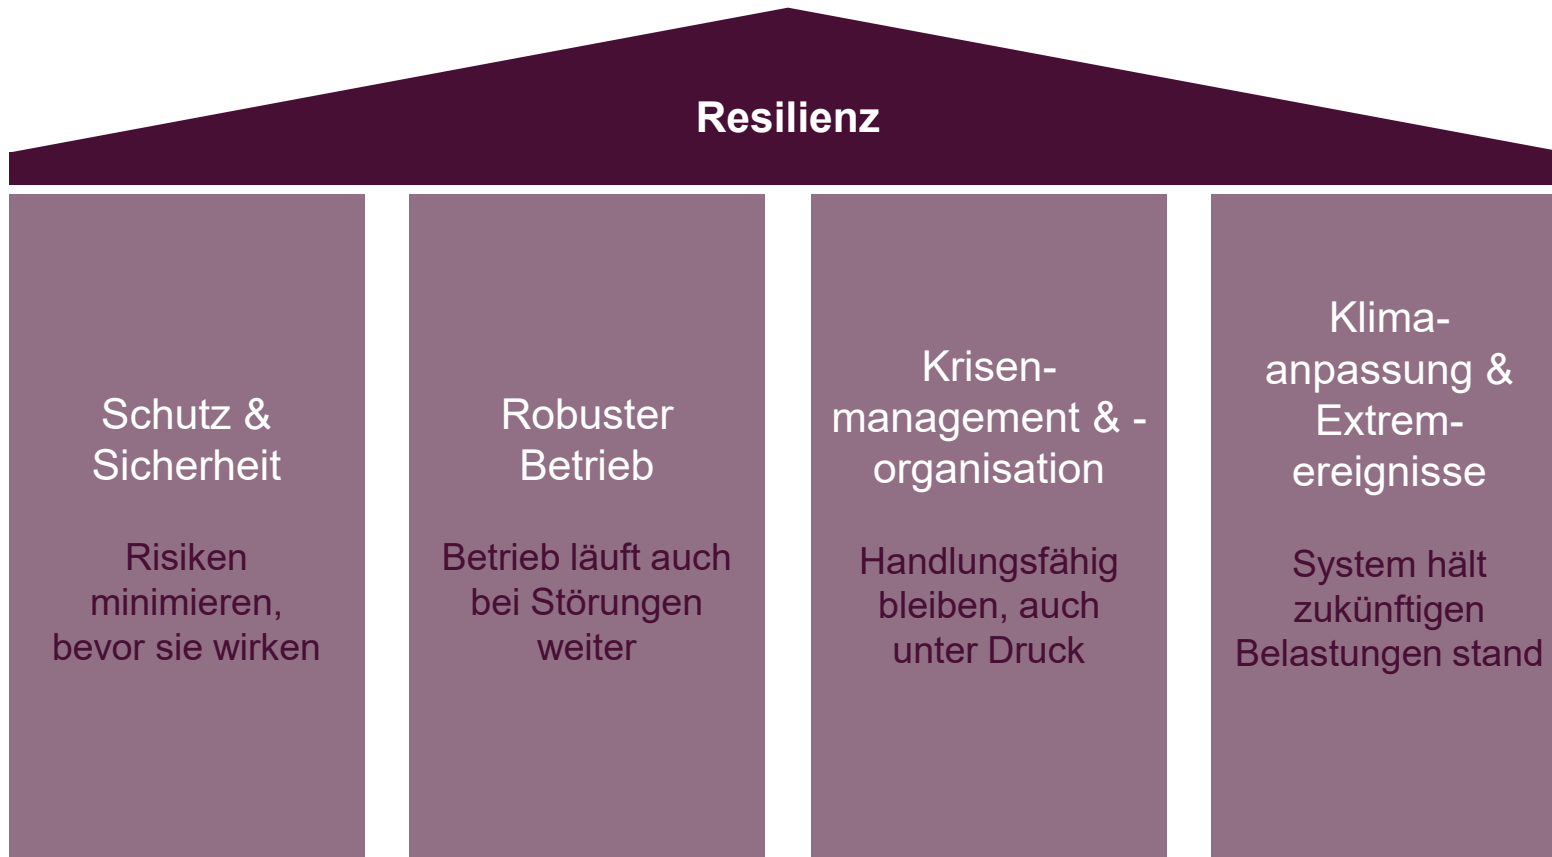 Resilienz
Schutz &
Sicherheit
Risiken
minimieren,
bevor sie wirken
Robuster
Betrieb
Betrieb läuft auch
bei Störungen
weiter
Krisen-
management & -
organisation
Handlungsfähig
bleiben, auch
unter Druck
Klima-
anpassung &
Extrem-
ereignisse
System hält
zukünftigen
Belastungen stand